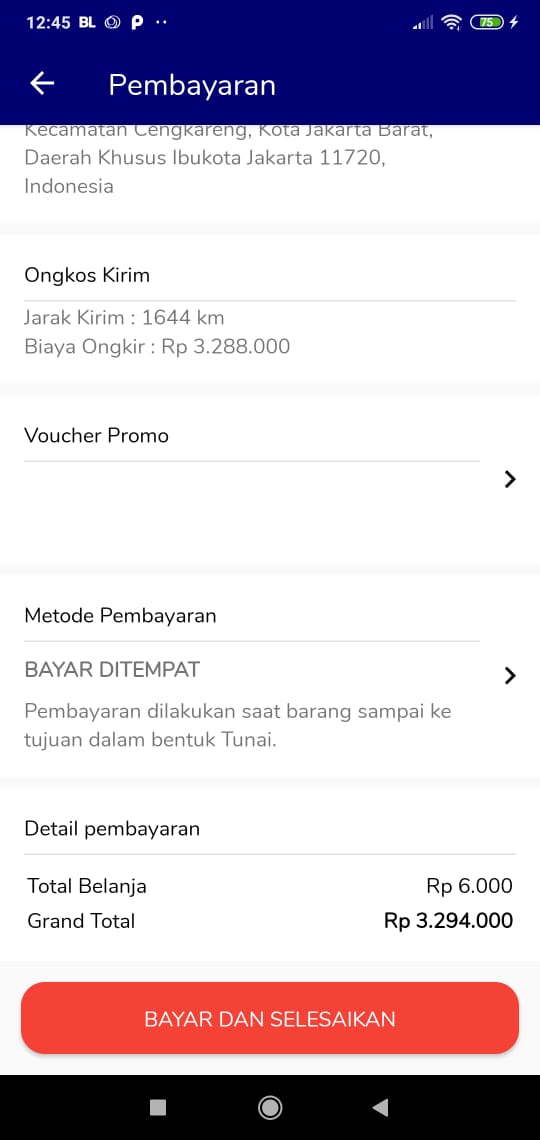 12:45 BL P ··
75
Pembayaran
Kecamatan Cengkareng, Kota Jakarta Barat,
Daerah Khusus Ibukota Jakarta 11720,
Indonesia
Ongkos Kirim
Jarak Kirim : 1644 km
Biaya Ongkir : Rp 3.288.000
Voucher Promo
Metode Pembayaran
BAYAR DITEMPAT
Pembayaran dilakukan saat barang sampai ke
tujuan dalam bentuk Tunai.
Detail pembayaran
Total Belanja Rp 6.000
Grand Total Rp 3.294.000
BAYAR DAN SELESAIKAN